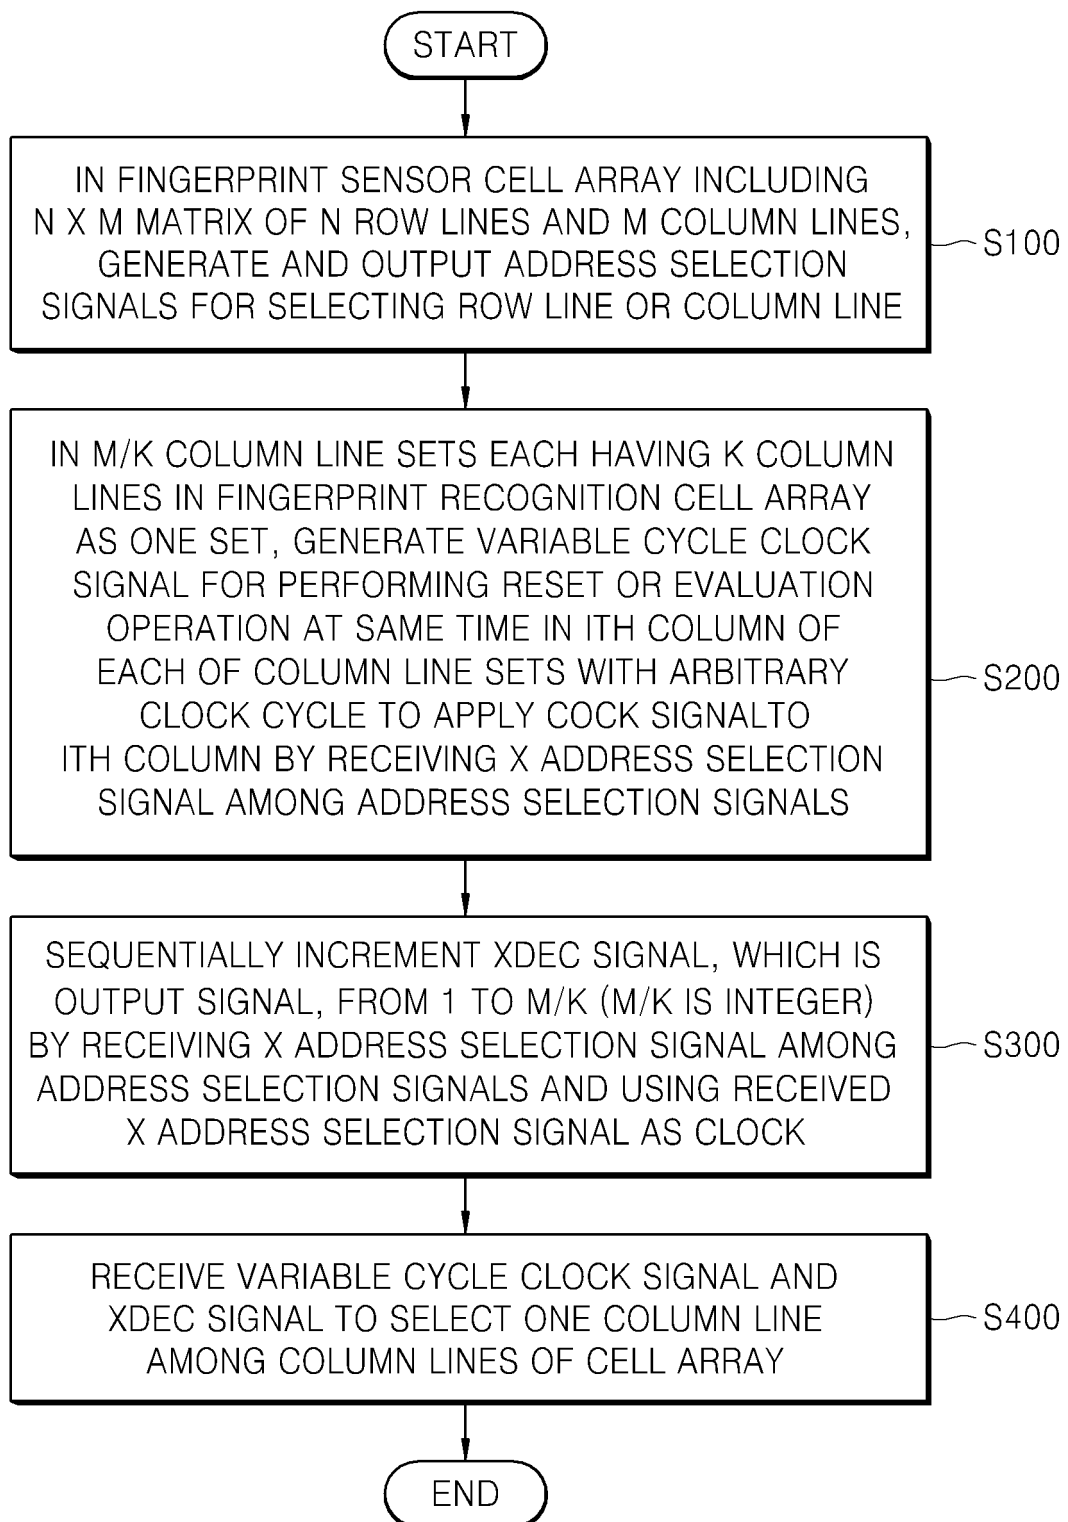 START
IN FINGERPRINT SENSOR CELL ARRAY INCLUDING
N X M MATRIX OF N ROW LINES AND M COLUMN LINES,
GENERATE AND OUTPUT ADDRESS SELECTION
SIGNALS FOR SELECTING ROW LINE OR COLUMN LINE
S100
IN M/K COLUMN LINE SETS EACH HAVING K COLUMN
LINES IN FINGERPRINT RECOGNITION CELL ARRAY
AS ONE SET, GENERATE VARIABLE CYCLE CLOCK
SIGNAL FOR PERFORMING RESET OR EVALUATION
OPERATION AT SAME TIME IN ITH COLUMN OF
EACH OF COLUMN LINE SETS WITH ARBITRARY
CLOCK CYCLE TO APPLY COCK SIGNALTO
ITH COLUMN BY RECEIVING X ADDRESS SELECTION
SIGNAL AMONG ADDRESS SELECTION SIGNALS
S200
SEQUENTIALLY INCREMENT XDEC SIGNAL, WHICH IS
OUTPUT SIGNAL, FROM 1 TO M/K (M/K IS INTEGER)
BY RECEIVING X ADDRESS SELECTION SIGNAL AMONG
ADDRESS SELECTION SIGNALS AND USING RECEIVED
X ADDRESS SELECTION SIGNAL AS CLOCK
S300
RECEIVE VARIABLE CYCLE CLOCK SIGNAL AND
XDEC SIGNAL TO SELECT ONE COLUMN LINE
AMONG COLUMN LINES OF CELL ARRAY
S400
END